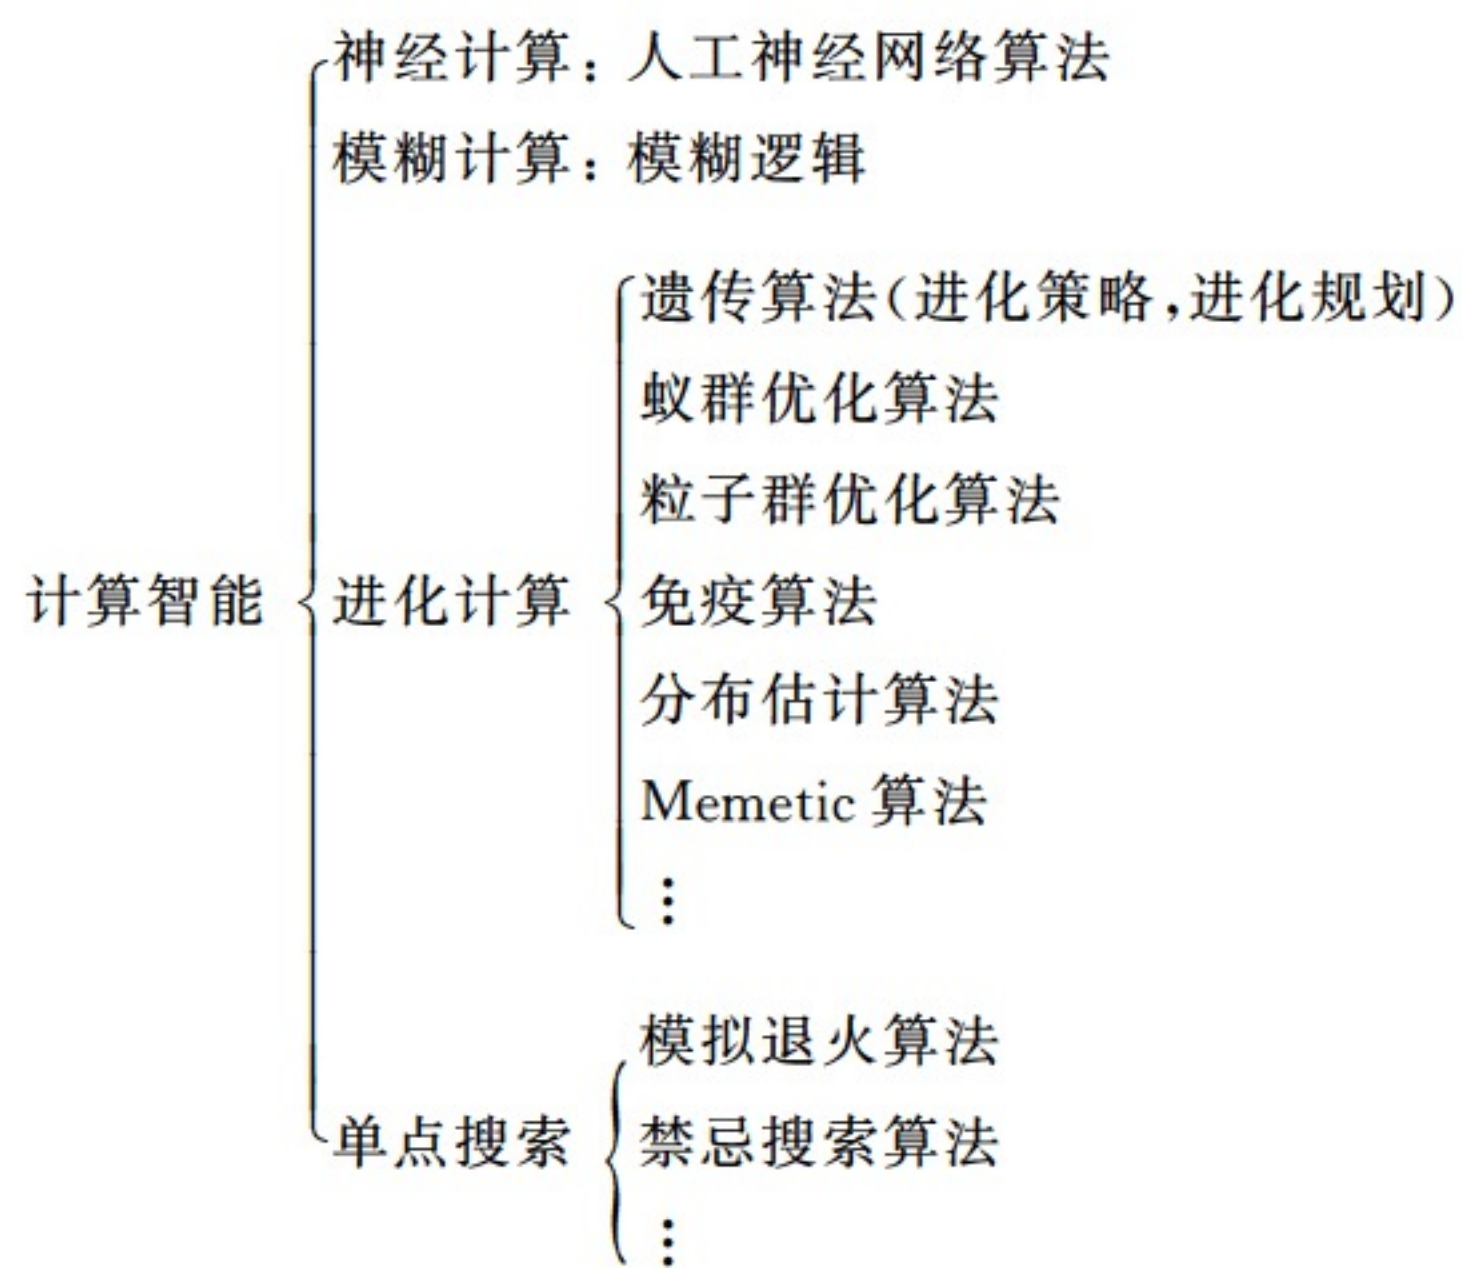 神经计算：人工神经网络算法
模糊计算：模糊逻辑
遗传算法(进化策略,进化规划)
蚁群优化算法
粒子群优化算法
计算智能 进化计算 免疫算法
分布估计算法
Memetic 算法
⋮
模拟退火算法
单点搜索 禁忌搜索算法
⋮